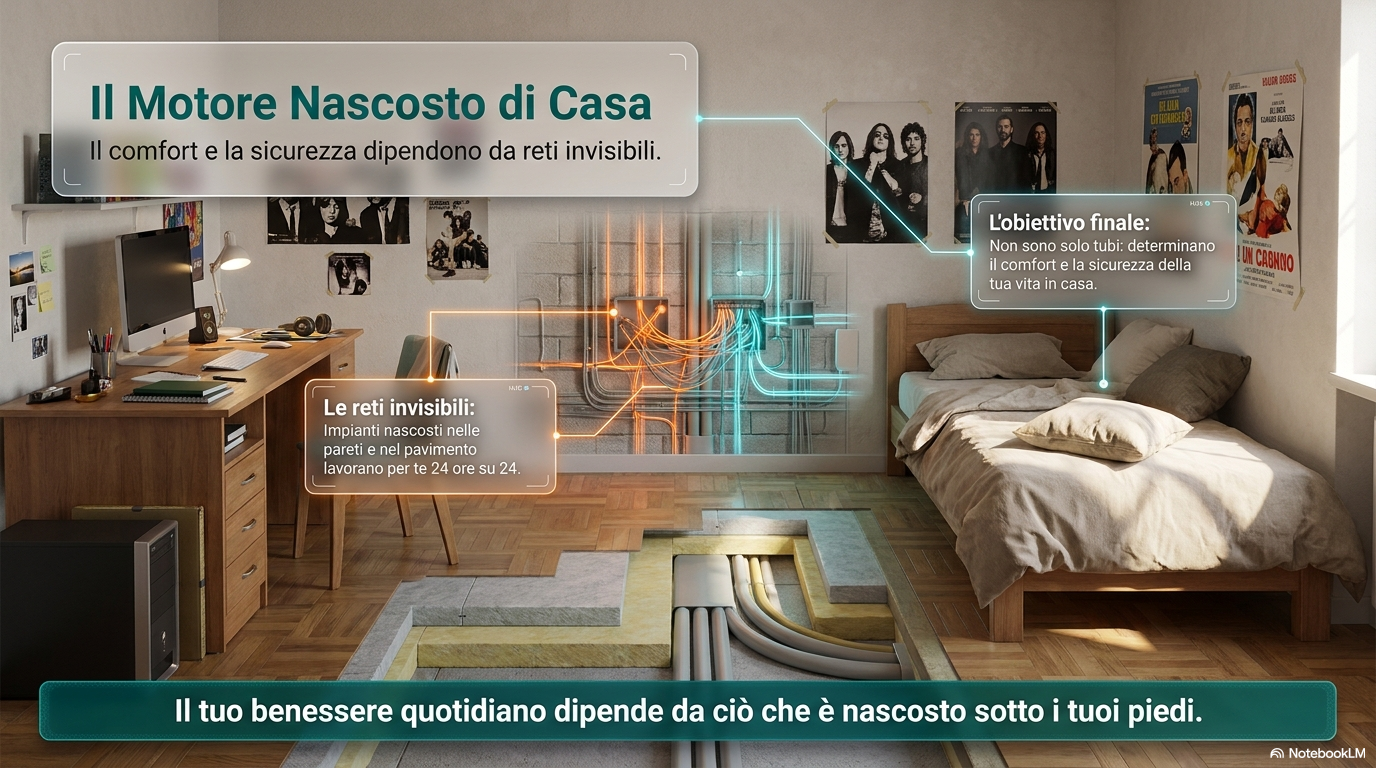 Il Motore Nascosto di Casa
Il comfort e la sicurezza dipendono da reti invisibili.
L'obiettivo finale:
Non sono solo tubi: determinano
il comfort e la sicurezza della
tua vita in casa.
Le reti invisibili:
Impianti nascosti nelle
pareti e nel pavimento
lavorano per te 24 ore su 24.
Il tuo benessere quotidiano dipende da ciò che è nascosto sotto i tuoi piedi.
NotebookLM